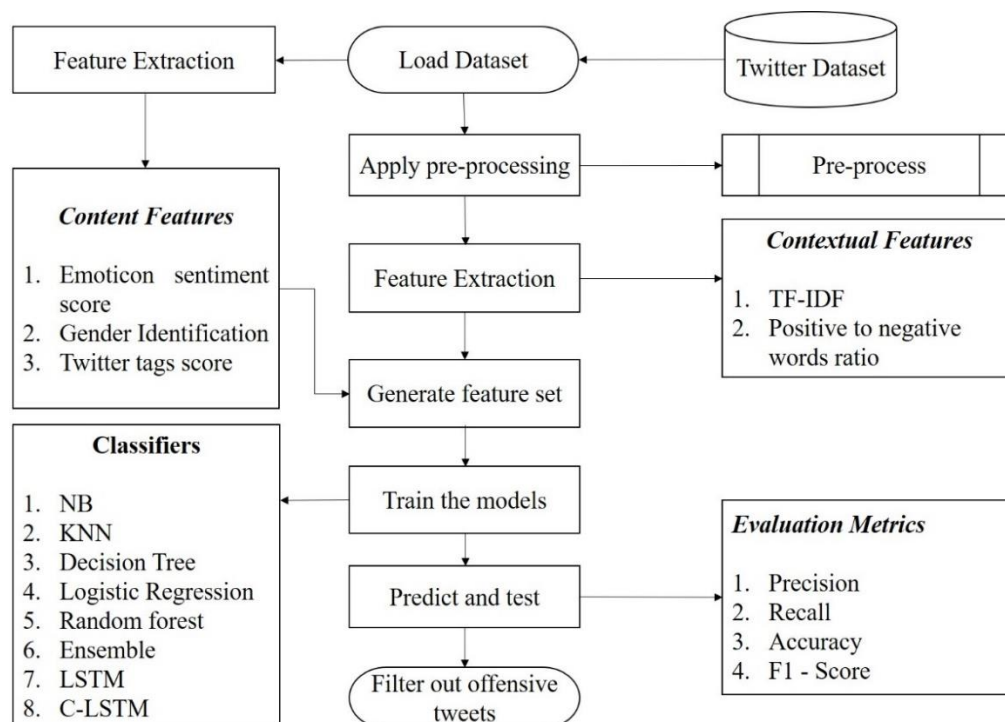 Feature Extraction
Load Dataset
Twitter Dataset
Apply pre-processing
Pre-process
Content Features
1. Emoticon sentiment
score
2. Gender Identification
3. Twitter tags score
Feature Extraction
Contextual Features
1. TF-IDF
2. Positive to negative
words ratio
Generate feature set
Classifiers
1. NB
2. KNN
3. Decision Tree
4. Logistic Regression
5. Random forest
6. Ensemble
7. LSTM
8. C-LSTM
Train the models
Evaluation Metrics
1. Precision
2. Recall
3. Accuracy
4. F1 - Score
Predict and test
Filter out offensive
tweets